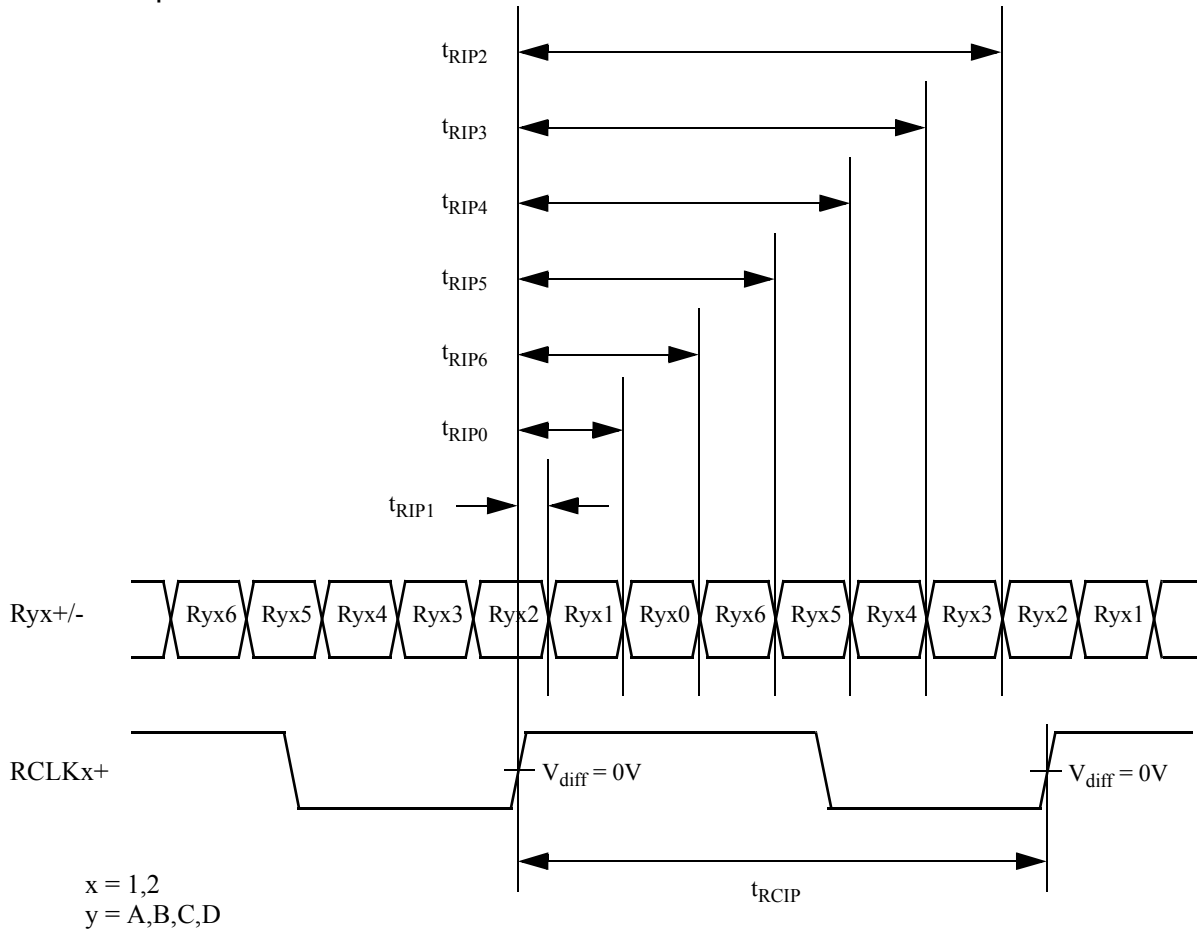 tRIP2
tRIP3
tRIP4
tRIP5
tRIP6
tRIP0
tRIP1
Ryx+/- Ryx6 Ryx5 Ryx4 Ryx3 Ryx2 Ryx1 Ryx0 Ryx6 Ryx5 Ryx4 Ryx3 Ryx2 Ryx1
RCLKx+ Vdiff = 0V Vdiff = 0V
tRCIP
x = 1,2
y = A,B,C,D